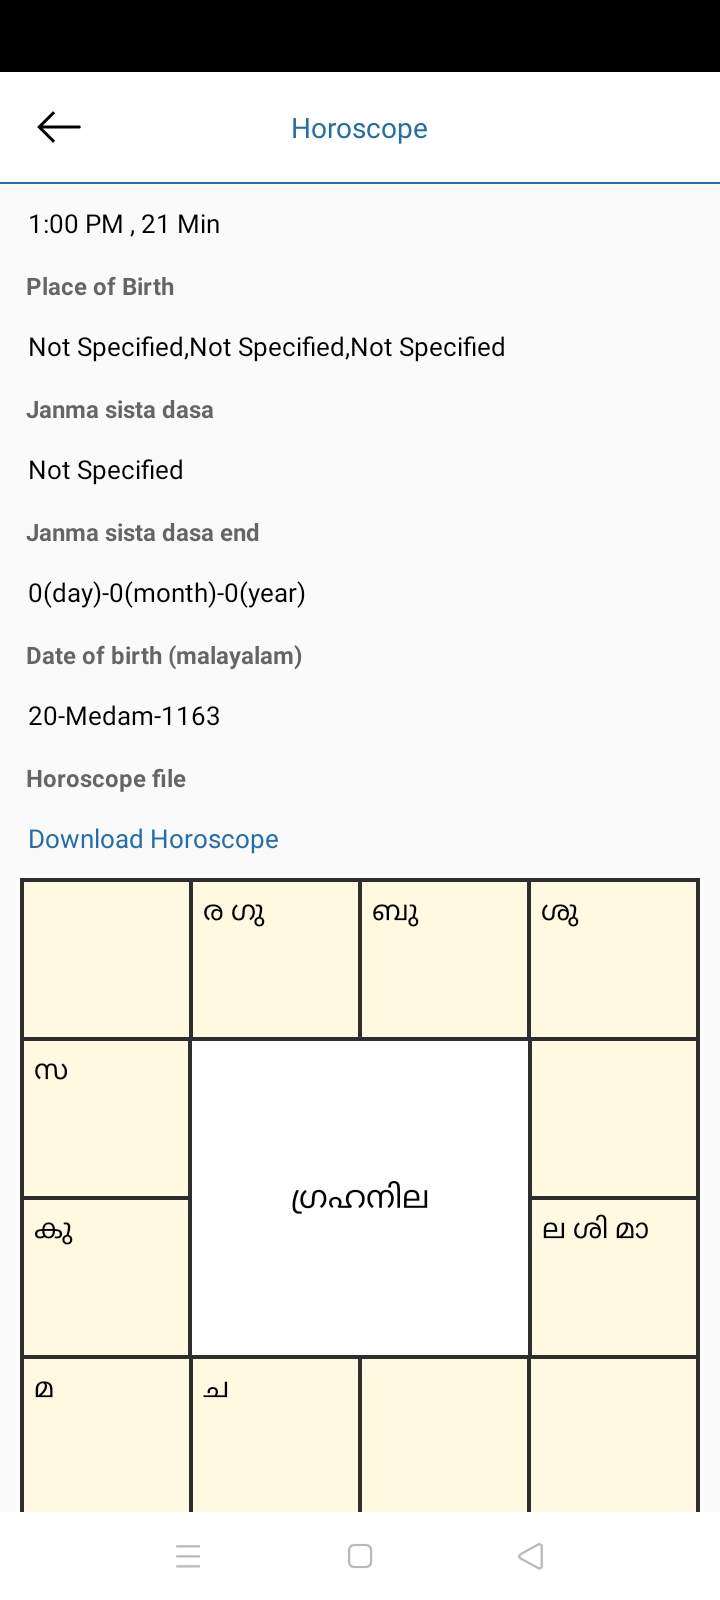 Horoscope
1:00 PM , 21 Min
Place of Birth
Not Specified,Not Specified,Not Specified
Janma sista dasa
Not Specified
Janma sista dasa end
0(day)-0(month)-0(year)
Date of birth (malayalam)
20-Medam-1163
Horoscope file
Download Horoscope
ര ഗു
ബു
ശു
സ
ഗ്രഹനില
കു
ല ശി മാ
മ
ച